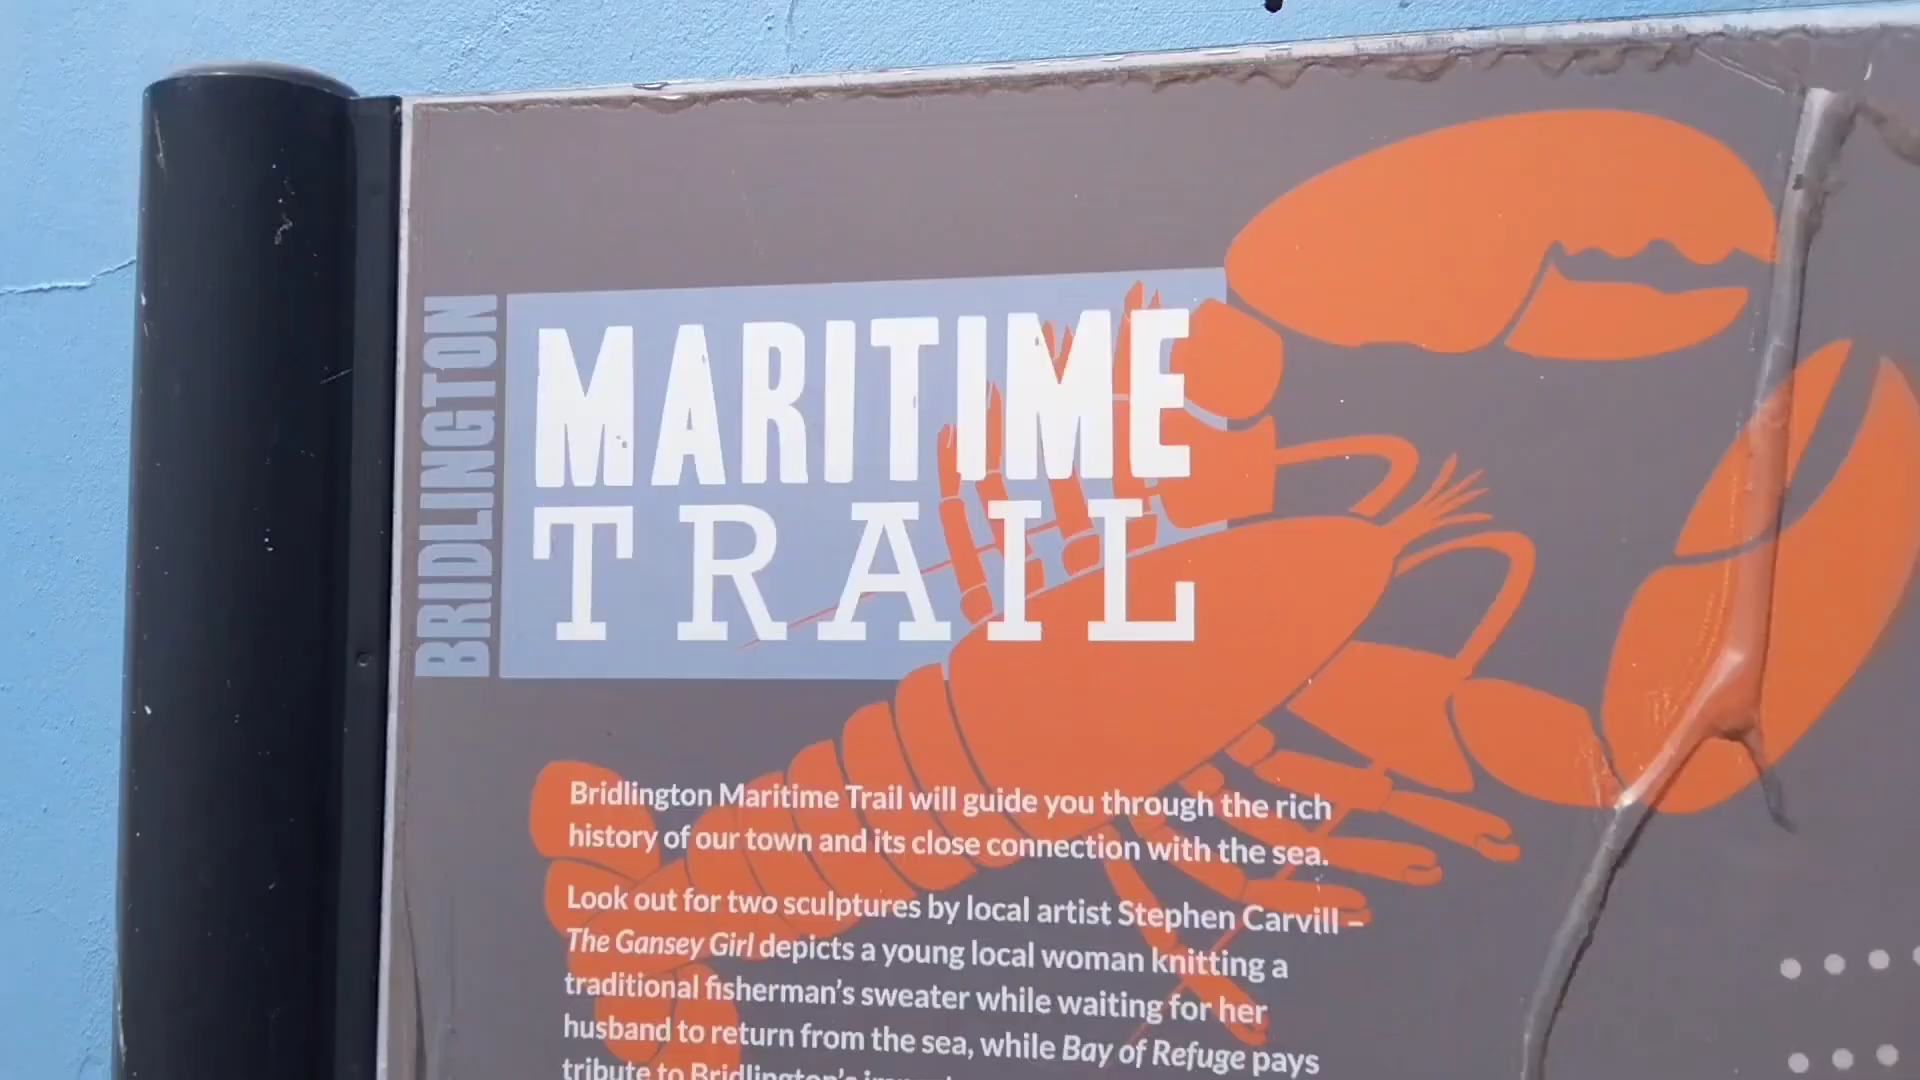 BRIDLINGTON
MARITIME
TRAIL
Bridlington Maritime Trail will guide you through the rich
history of our town and its close connection with the sea.
Look out for two sculptures by local artist Stephen Carvill –
The Gansey Girl depicts a young local woman knitting a
traditional fisherman's sweater while waiting for her
husband to return from the sea, while Bay of Refuge pays
tribute to Bridlington's